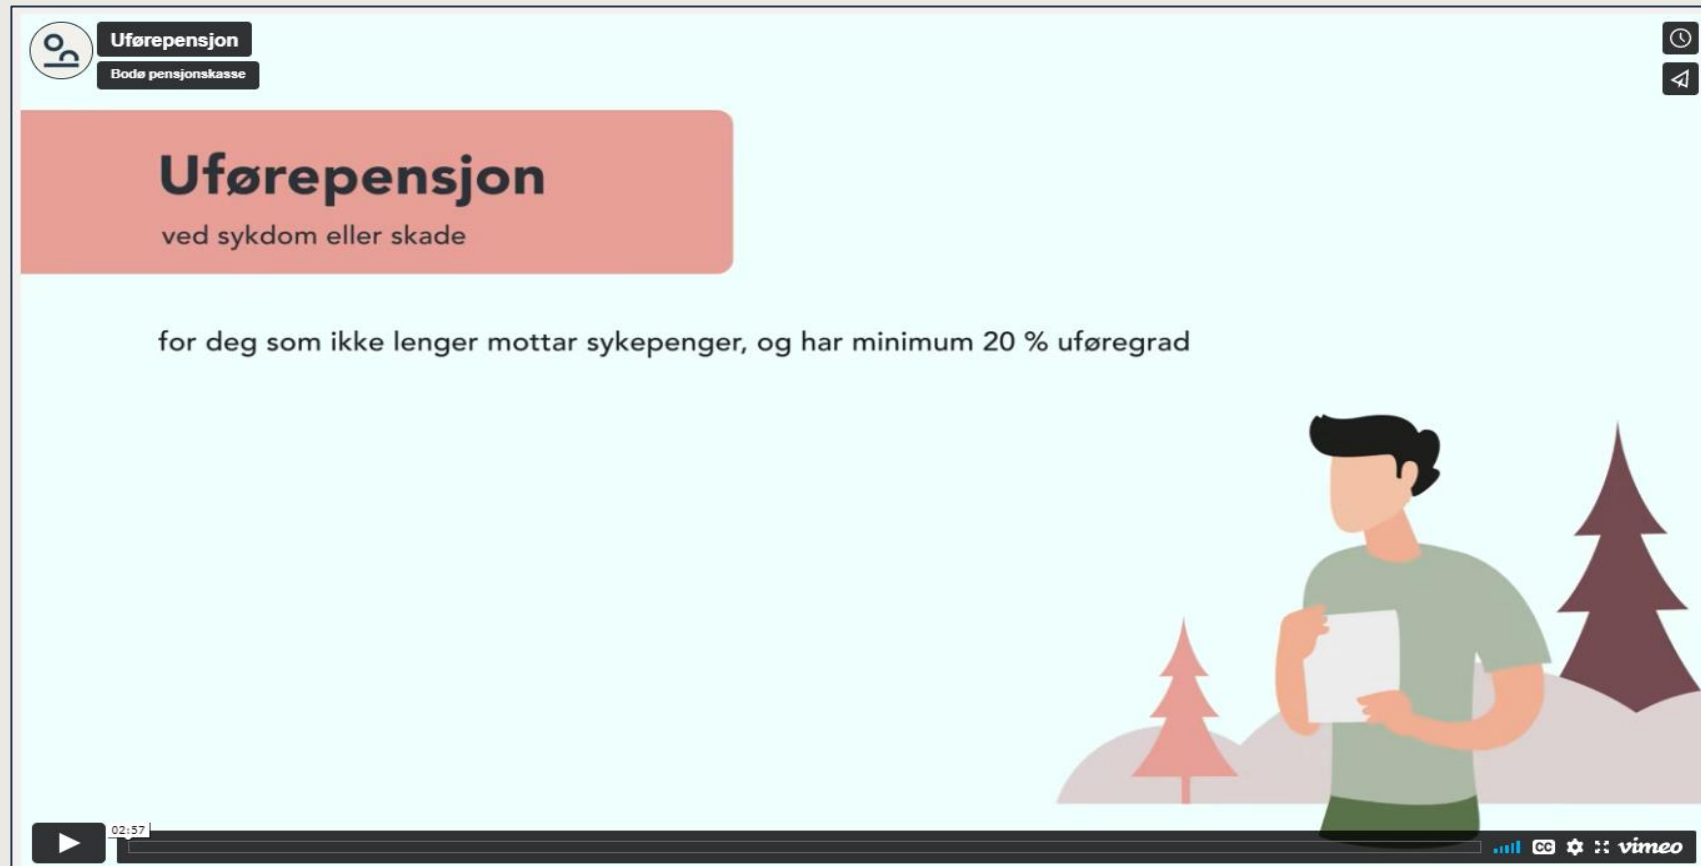 Uførepensjon
Bodø pensjonskasse
Uførepensjon
ved sykdom eller skade
for deg som ikke lenger mottar sykepenger, og har minimum 20 % uføregrad
02:57
CC
vimeo